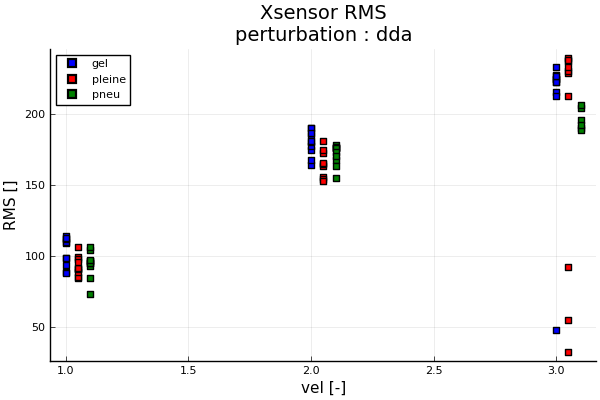 Xsensor RMS
perturbation : dda
gel
pleine
pneu
RMS []
200
150
100
50
1.0
1.5
2.0
2.5
3.0
vel [-]